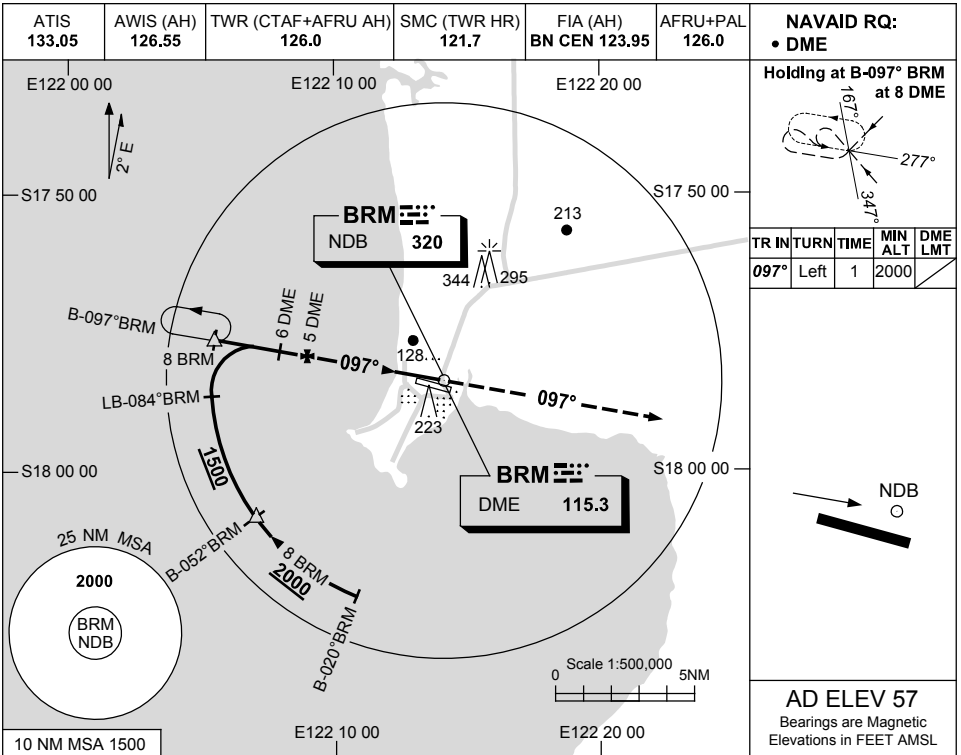 ATIS
133.05
AWIS (AH)
126.55
TWR (CTAF+AFRU AH)
126.0
SMC (TWR HR)
121.7
FIA (AH)
BN CEN 123.95
AFRU+PAL
126.0
NAVAID RQ:
• DME
E122 00 00
E122 10 00
E122 20 00
Holding at B-097° BRM
at 8 DME
167°
277°
347°
2° E
S17 50 00
S17 50 00
BRM
NDB 320
213
344
295
TR IN
TURN
TIME
MIN
ALT
DME
LMT
097°
Left
1
2000
B-097°BRM
6 DME
5 DME
8 BRM
097°
128...
097°
LB-084°BRM
223
1500
S18 00 00
S18 00 00
BRM
DME 115.3
NDB
B-052°BRM
8 BRM
2000
B-020°BRM
25 NM MSA
2000
BRM
NDB
Scale 1:500,000
0
5NM
E122 10 00
E122 20 00
10 NM MSA 1500
AD ELEV 57
Bearings are Magnetic
Elevations in FEET AMSL